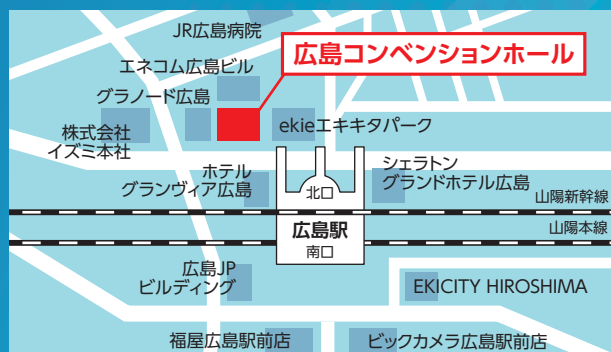 JR広島病院
広島コンベンションホール
エネコム広島ビル
グラノード広島
株式会社
イズミ本社
ekieエキキタパーク
ホテル
グランヴィア広島
シェラトン
グランドホテル広島
北口
山陽新幹線
広島駅
山陽本線
南口
広島JP
ビルディング
EKICITY HIROSHIMA
福屋広島駅前店
ビックカメラ広島駅前店